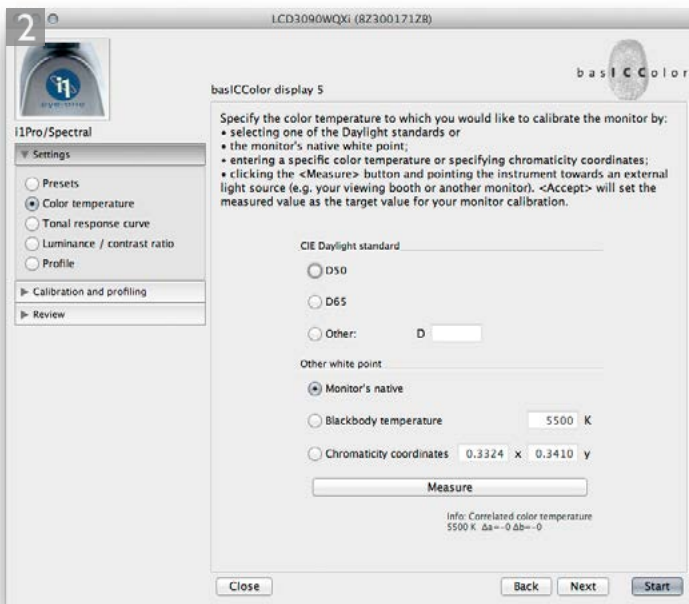 2
LCD3090WQXi (8Z300171ZB)
i1
eye-one
basICColor
basICColor display 5
i1Pro/Spectral
Settings
Presets
Color temperature
Tonal response curve
Luminance / contrast ratio
Profile
Calibration and profiling
Review
Specify the color temperature to which you would like to calibrate the monitor by:
• selecting one of the Daylight standards or
• the monitor's native white point;
• entering a specific color temperature or specifying chromaticity coordinates;
• clicking the <Measure> button and pointing the instrument towards an external
light source (e.g. your viewing booth or another monitor). <Accept> will set the
measured value as the target value for your monitor calibration.
CIE Daylight standard
D50
D65
Other: D
Other white point
Monitor's native
Blackbody temperature 5500 K
Chromaticity coordinates 0.3324 x 0.3410 y
Measure
Info: Correlated color temperature
5500 K Δa=-0 Δb=-0
Close Back Next Start